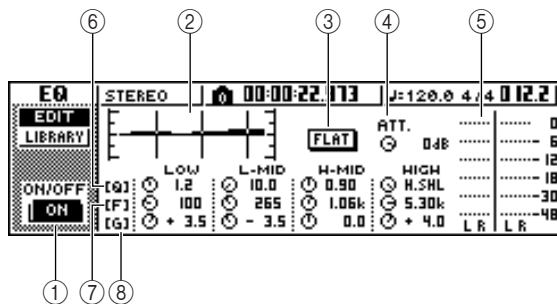 ⑥ ② ③ ④ ⑤
EQ STEREO 00:00:22.973 ♩=120.0 4/4 012.2
EDIT
LIBRARY
FLAT
ATT.
0dB
0
6
12
18
30
48
L R L R
LOW L-MID H-MID HIGH
ON/OFF
ON
[Q] 1.2 10.0 0.90 H.SHL
[F] 100 265 1.06k 5.30k
[G] + 3.5 - 3.5 0.0 + 4.0
① ⑦ ⑧